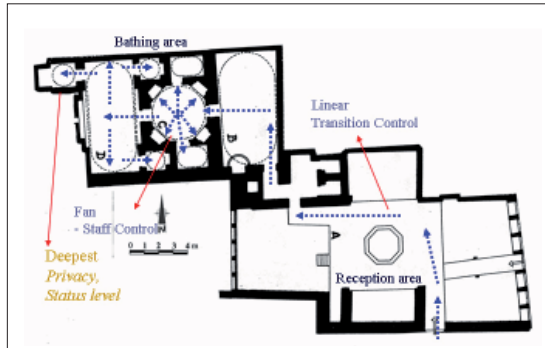 Bathing area
Linear
Transition Control
C
D
B
Fan
- Staff Control
N
0 1 2 3 4 m
A
Deepest
Privacy,
Status level
Reception area